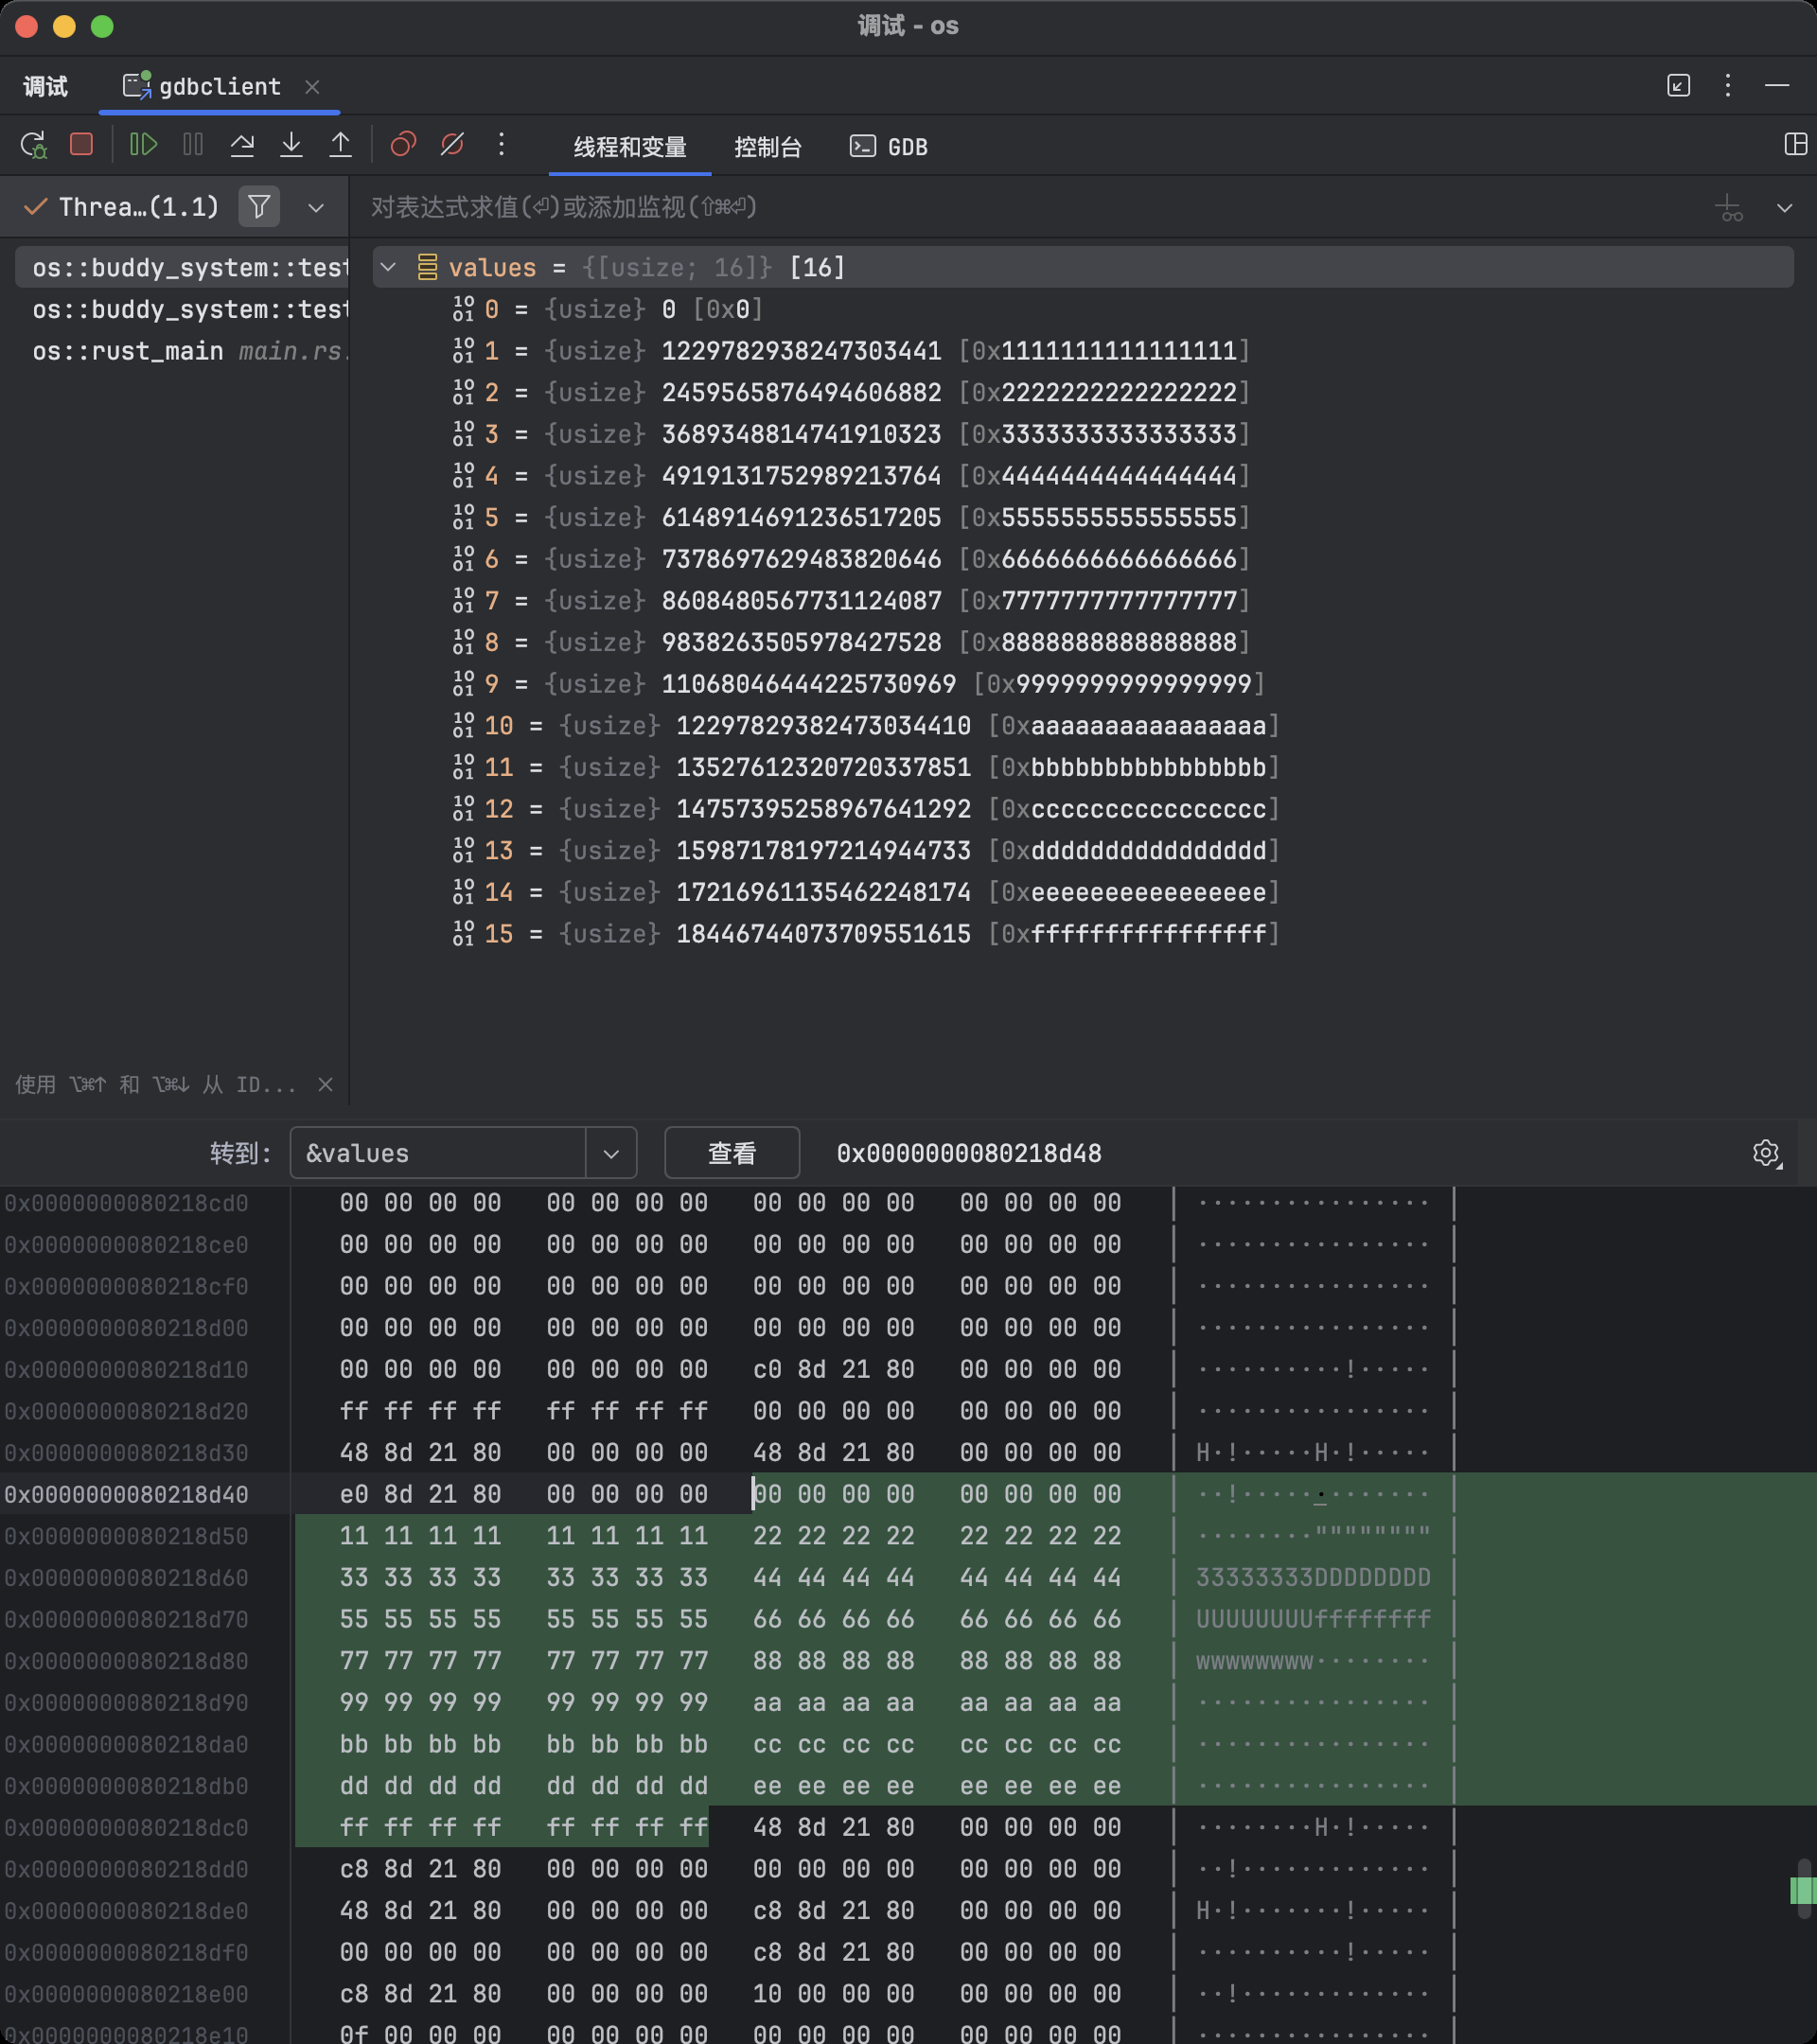 调试 - os
调试 gdbclient
线程和变量 控制台 GDB
Threa…(1.1) 对表达式求值(⏎)或添加监视(⇧⌘⏎)
os::buddy_system::test
os::buddy_system::test
os::rust_main main.rs:
values = {[usize; 16]} [16]
0 = {usize} 0 [0x0]
1 = {usize} 1229782938247303441 [0x1111111111111111]
2 = {usize} 2459565876494606882 [0x2222222222222222]
3 = {usize} 3689348814741910323 [0x3333333333333333]
4 = {usize} 4919131752989213764 [0x4444444444444444]
5 = {usize} 6148914691236517205 [0x5555555555555555]
6 = {usize} 7378697629483820646 [0x6666666666666666]
7 = {usize} 8608480567731124087 [0x7777777777777777]
8 = {usize} 9838263505978427528 [0x8888888888888888]
9 = {usize} 11068046444225730969 [0x9999999999999999]
10 = {usize} 12297829382473034410 [0xaaaaaaaaaaaaaaaa]
11 = {usize} 13527612320720337851 [0xbbbbbbbbbbbbbbbb]
12 = {usize} 14757395258967641292 [0xcccccccccccccccc]
13 = {usize} 15987178197214944733 [0xdddddddddddddddd]
14 = {usize} 17216961135462248174 [0xeeeeeeeeeeeeeeee]
15 = {usize} 18446744073709551615 [0xffffffffffffffff]
使用 ⌥⌘↑ 和 ⌥⌘↓ 从 ID...
转到: &values 查看 0x0000000080218d48
0x0000000080218cd0 00 00 00 00 00 00 00 00 00 00 00 00 00 00 00 00 ················
0x0000000080218ce0 00 00 00 00 00 00 00 00 00 00 00 00 00 00 00 00 ················
0x0000000080218cf0 00 00 00 00 00 00 00 00 00 00 00 00 00 00 00 00 ················
0x0000000080218d00 00 00 00 00 00 00 00 00 00 00 00 00 00 00 00 00 ················
0x0000000080218d10 00 00 00 00 00 00 00 00 c0 8d 21 80 00 00 00 00 ··········!·····
0x0000000080218d20 ff ff ff ff ff ff ff ff 00 00 00 00 00 00 00 00 ················
0x0000000080218d30 48 8d 21 80 00 00 00 00 48 8d 21 80 00 00 00 00 H·!·····H·!·····
0x0000000080218d40 e0 8d 21 80 00 00 00 00 00 00 00 00 00 00 00 00 ··!·············
0x0000000080218d50 11 11 11 11 11 11 11 11 22 22 22 22 22 22 22 22 ········""""""""
0x0000000080218d60 33 33 33 33 33 33 33 33 44 44 44 44 44 44 44 44 33333333DDDDDDDD
0x0000000080218d70 55 55 55 55 55 55 55 55 66 66 66 66 66 66 66 66 UUUUUUUUffffffff
0x0000000080218d80 77 77 77 77 77 77 77 77 88 88 88 88 88 88 88 88 wwwwwwww········
0x0000000080218d90 99 99 99 99 99 99 99 99 aa aa aa aa aa aa aa aa ················
0x0000000080218da0 bb bb bb bb bb bb bb bb cc cc cc cc cc cc cc cc ················
0x0000000080218db0 dd dd dd dd dd dd dd dd ee ee ee ee ee ee ee ee ················
0x0000000080218dc0 ff ff ff ff ff ff ff ff 48 8d 21 80 00 00 00 00 ········H·!·····
0x0000000080218dd0 c8 8d 21 80 00 00 00 00 00 00 00 00 00 00 00 00 ··!·············
0x0000000080218de0 48 8d 21 80 00 00 00 00 c8 8d 21 80 00 00 00 00 H·!·······!·····
0x0000000080218df0 00 00 00 00 00 00 00 00 c8 8d 21 80 00 00 00 00 ··········!·····
0x0000000080218e00 c8 8d 21 80 00 00 00 00 10 00 00 00 00 00 00 00 ··!·············
0x0000000080218e10 0f 00 00 00 00 00 00 00 00 00 00 00 00 00 00 00 ················